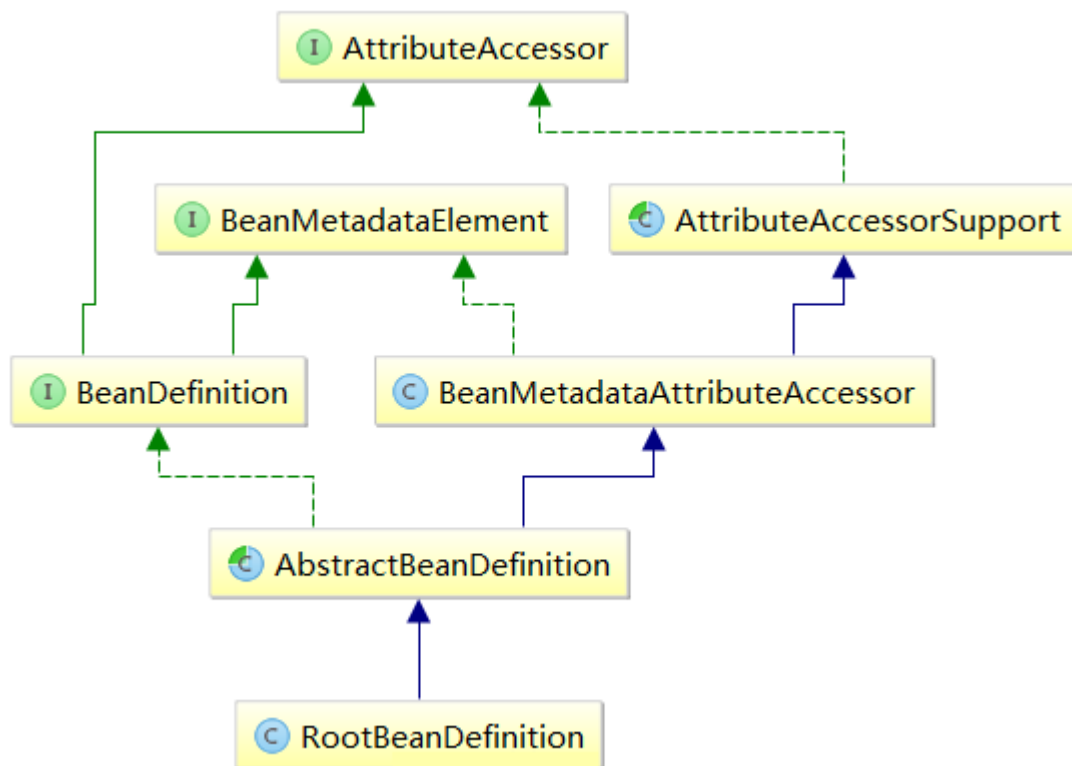 I AttributeAccessor
I BeanMetadataElement
C AttributeAccessorSupport
I BeanDefinition
C BeanMetadataAttributeAccessor
C AbstractBeanDefinition
C RootBeanDefinition